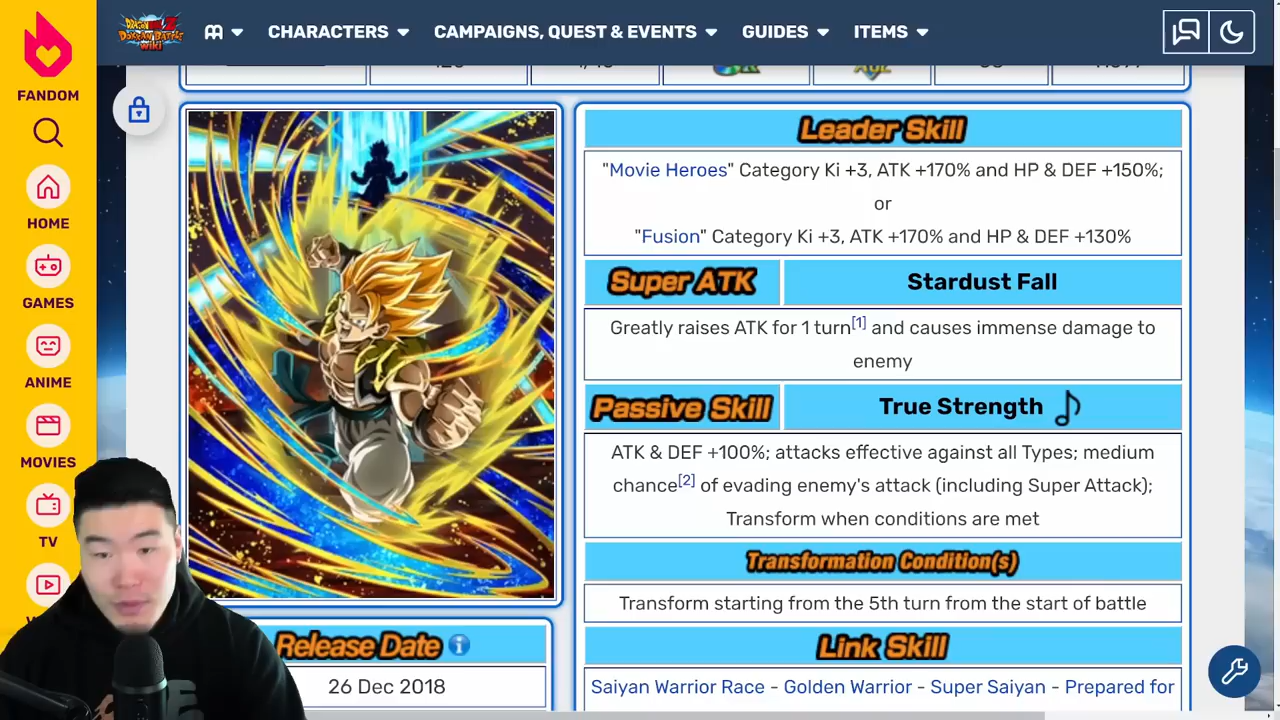 DRAGON BALL Z
DOKKAN BATTLE
WIKI
CHARACTERS
CAMPAIGNS, QUEST & EVENTS
GUIDES
ITEMS
FANDOM
HOME
GAMES
ANIME
MOVIES
TV
Leader Skill
"Movie Heroes" Category Ki +3, ATK +170% and HP & DEF +150%;
or
"Fusion" Category Ki +3, ATK +170% and HP & DEF +130%
Super ATK
Stardust Fall
Greatly raises ATK for 1 turn[1] and causes immense damage to
enemy
Passive Skill
True Strength
ATK & DEF +100%; attacks effective against all Types; medium
chance[2] of evading enemy's attack (including Super Attack);
Transform when conditions are met
Transformation Condition(s)
Transform starting from the 5th turn from the start of battle
Release Date
26 Dec 2018
Link Skill
Saiyan Warrior Race - Golden Warrior - Super Saiyan - Prepared for